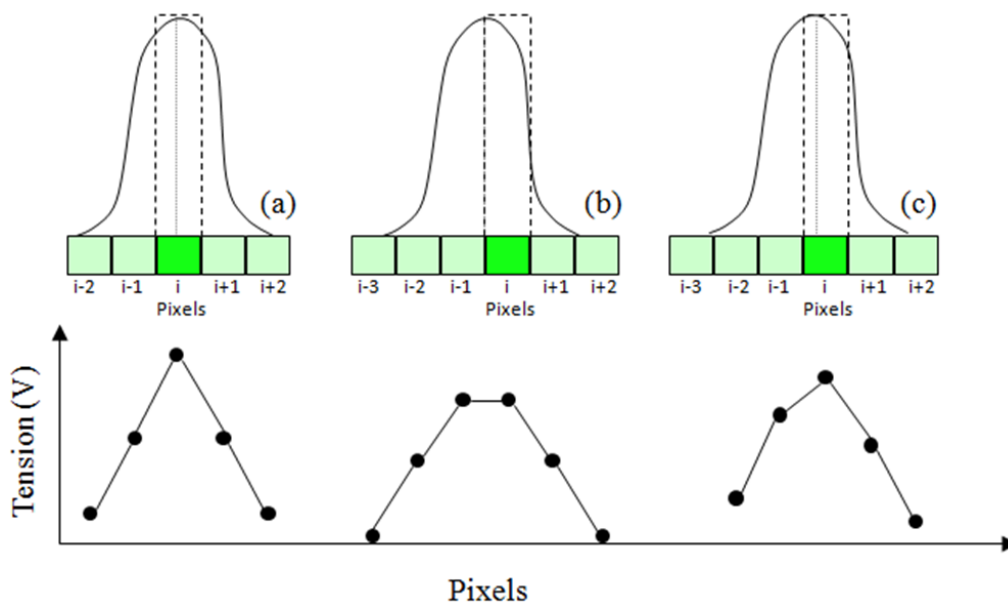 (a)
(b)
(c)
i-2 i-1 i i+1 i+2
Pixels
i-3 i-2 i-1 i i+1 i+2
Pixels
i-3 i-2 i-1 i i+1 i+2
Pixels
Tension (V)
Pixels